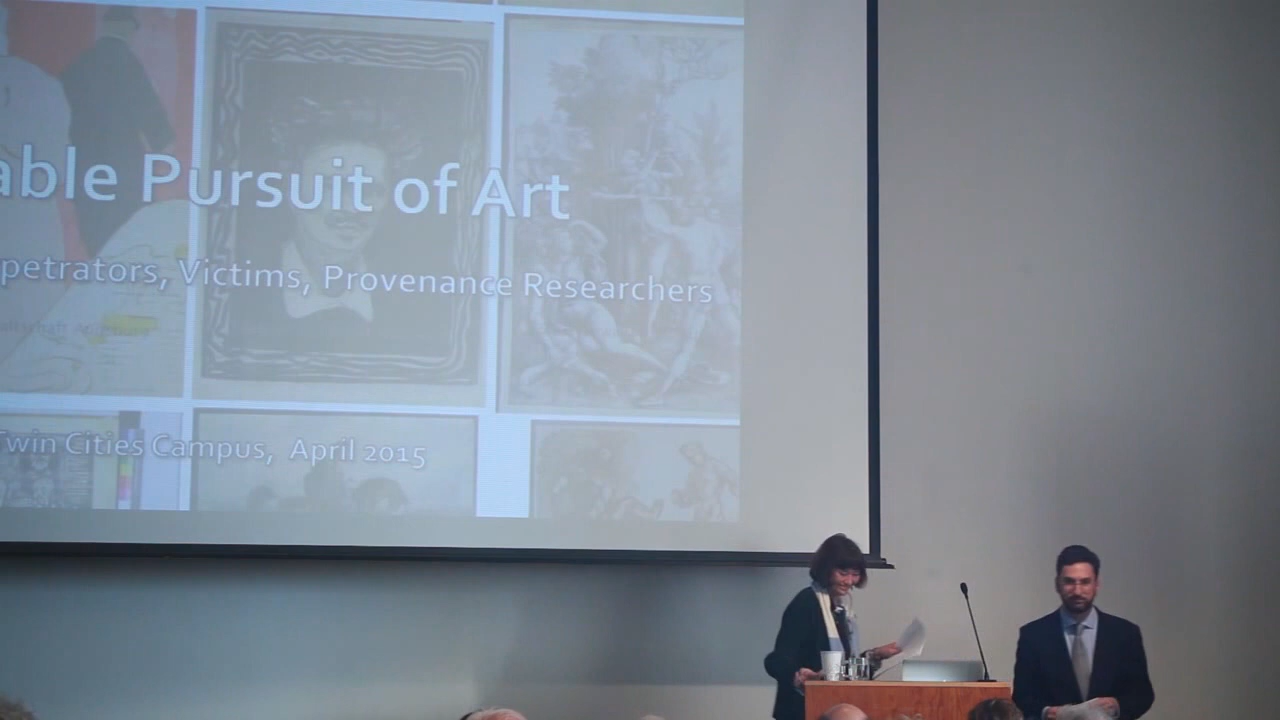 able Pursuit of Art
petrators, Victims, Provenance Researchers
Twin Cities Campus, April 2015